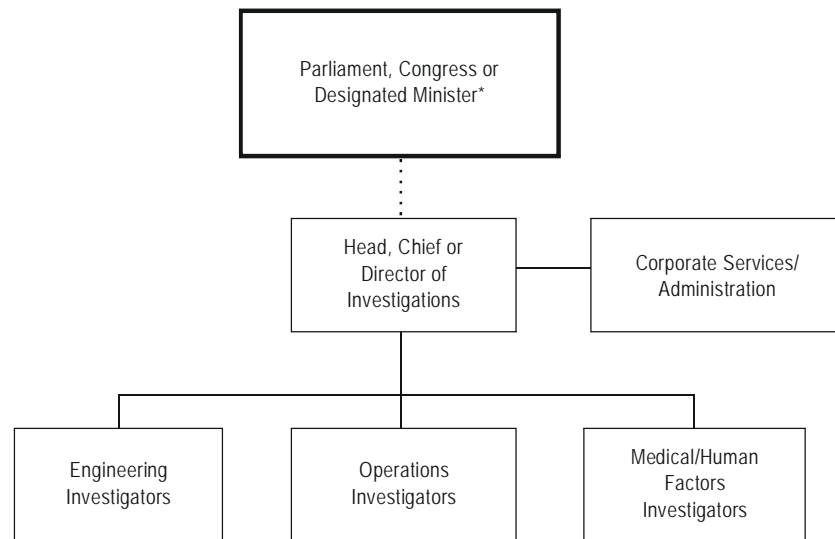 Parliament, Congress or
Designated Minister*
Head, Chief or
Director of
Investigations
Corporate Services/
Administration
Engineering
Investigators
Operations
Investigators
Medical/Human
Factors
Investigators